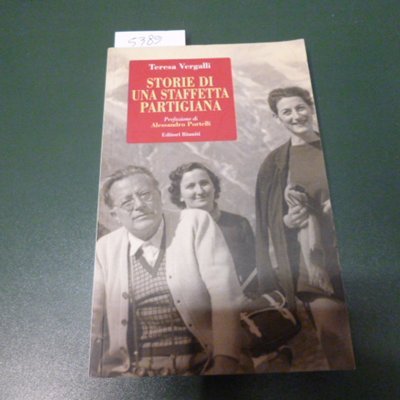 5989
Teresa Vergalli
STORIE DI
UNA STAFFETTA
PARTIGIANA
Prefazione di
Alessandro Portelli
Editori Riuniti